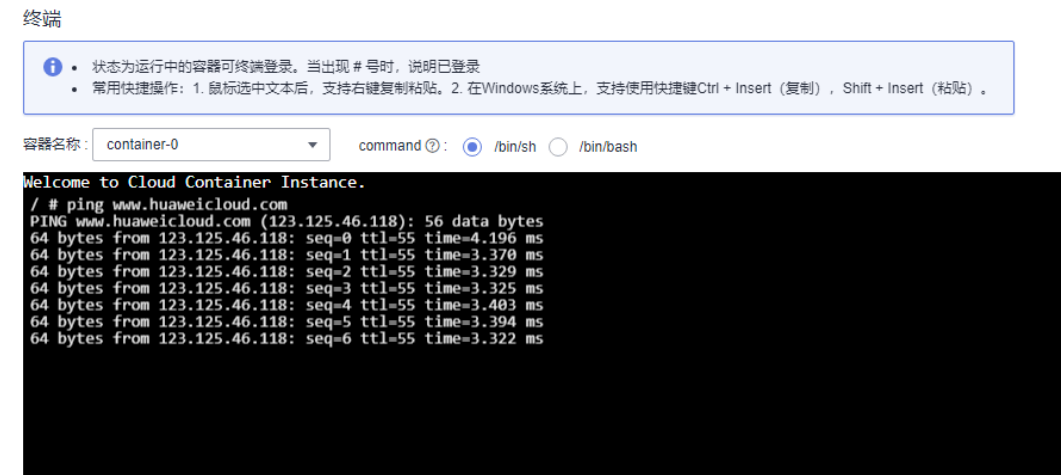 终端
状态为运行中的容器可终端登录。当出现 # 号时，说明已登录
常用快捷操作：1. 鼠标选中文本后，支持右键复制粘贴。2. 在Windows系统上，支持使用快捷键Ctrl + Insert（复制），Shift + Insert（粘贴）。
容器名称： container-0 command ? : /bin/sh /bin/bash
Welcome to Cloud Container Instance.
/ # ping www.huaweicloud.com
PING www.huaweicloud.com (123.125.46.118): 56 data bytes
64 bytes from 123.125.46.118: seq=0 ttl=55 time=4.196 ms
64 bytes from 123.125.46.118: seq=1 ttl=55 time=3.370 ms
64 bytes from 123.125.46.118: seq=2 ttl=55 time=3.329 ms
64 bytes from 123.125.46.118: seq=3 ttl=55 time=3.325 ms
64 bytes from 123.125.46.118: seq=4 ttl=55 time=3.403 ms
64 bytes from 123.125.46.118: seq=5 ttl=55 time=3.394 ms
64 bytes from 123.125.46.118: seq=6 ttl=55 time=3.322 ms